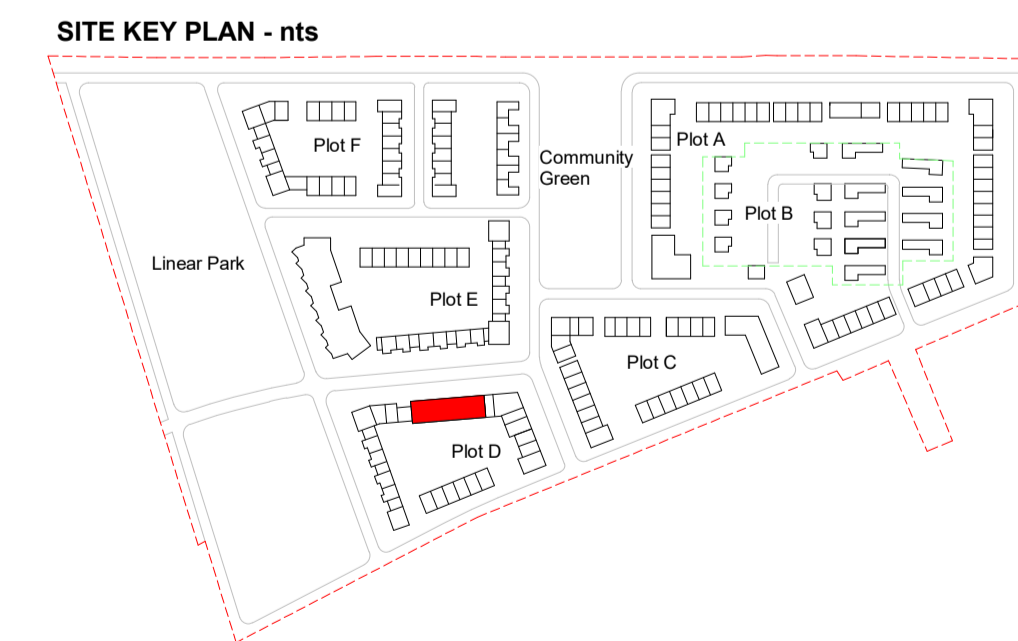 SITE KEY PLAN - nts
Plot F
Plot A
Community
Green
Plot B
Linear Park
Plot E
Plot C
Plot D